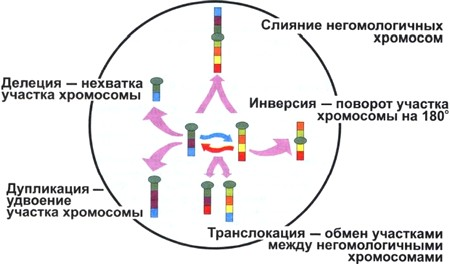 Слияние негомологичных
хромосом
Делеция — нехватка
участка хромосомы
Инверсия — поворот участка
хромосомы на 180°
Дупликация —
удвоение
участка хромосомы
Транслокация — обмен участками
между негомологичными
хромосомами